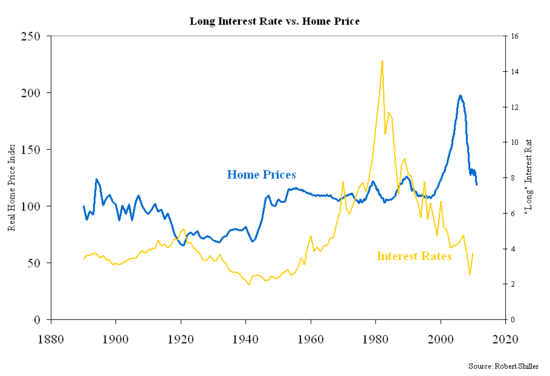 Long Interest Rate vs. Home Price
250
200
150
100
50
0
Real Home Price Index
16
14
12
10
8
6
4
2
0
"Long" Interest Rat
Home Prices
Interest Rates
1880 1900 1920 1940 1960 1980 2000 2020
Source: Robert Shiller